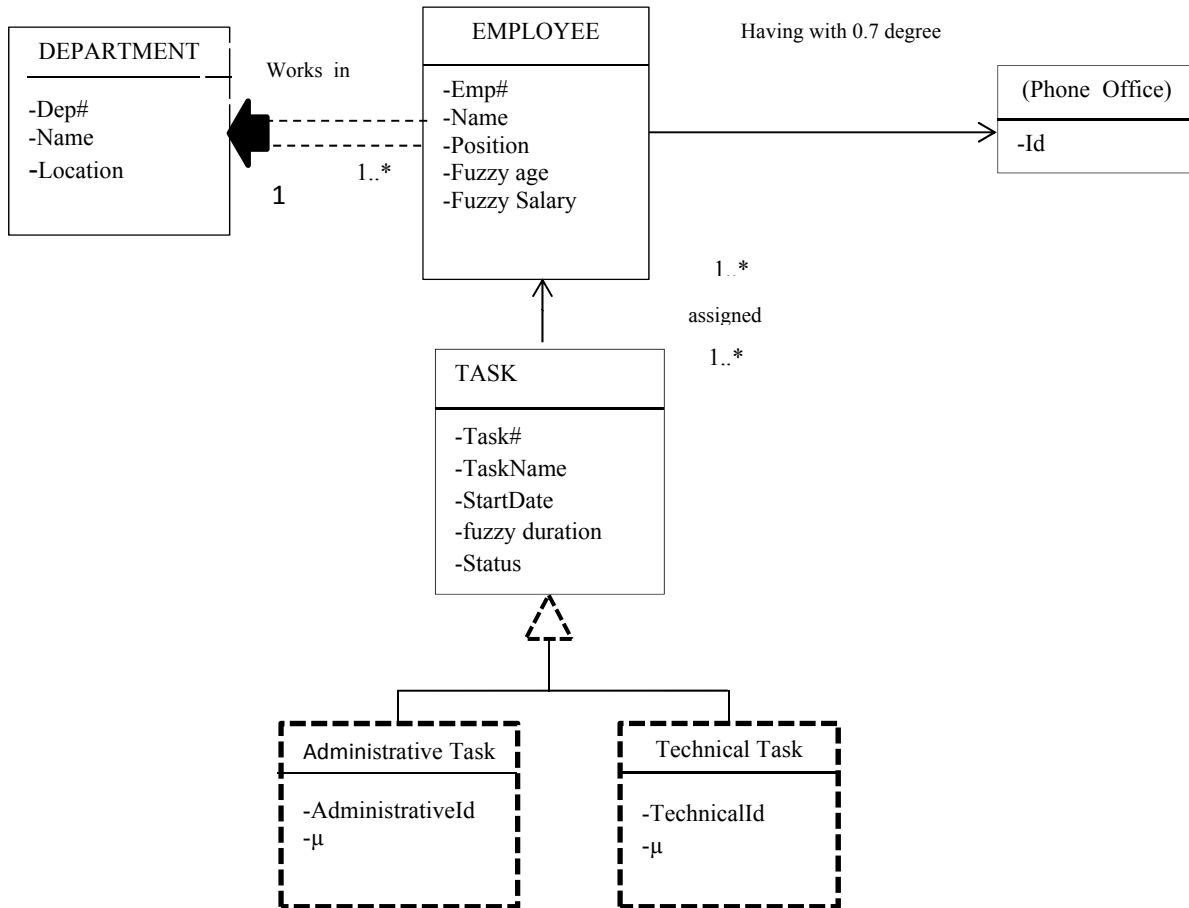 DEPARTMENT
-Dep#
-Name
-Location
Works in
1
1..*
EMPLOYEE
-Emp#
-Name
-Position
-Fuzzy age
-Fuzzy Salary
Having with 0.7 degree
(Phone Office)
-Id
1..*
assigned
1..*
TASK
-Task#
-TaskName
-StartDate
-fuzzy duration
-Status
Administrative Task
-AdministrativeId
-µ
Technical Task
-TechnicalId
-µ